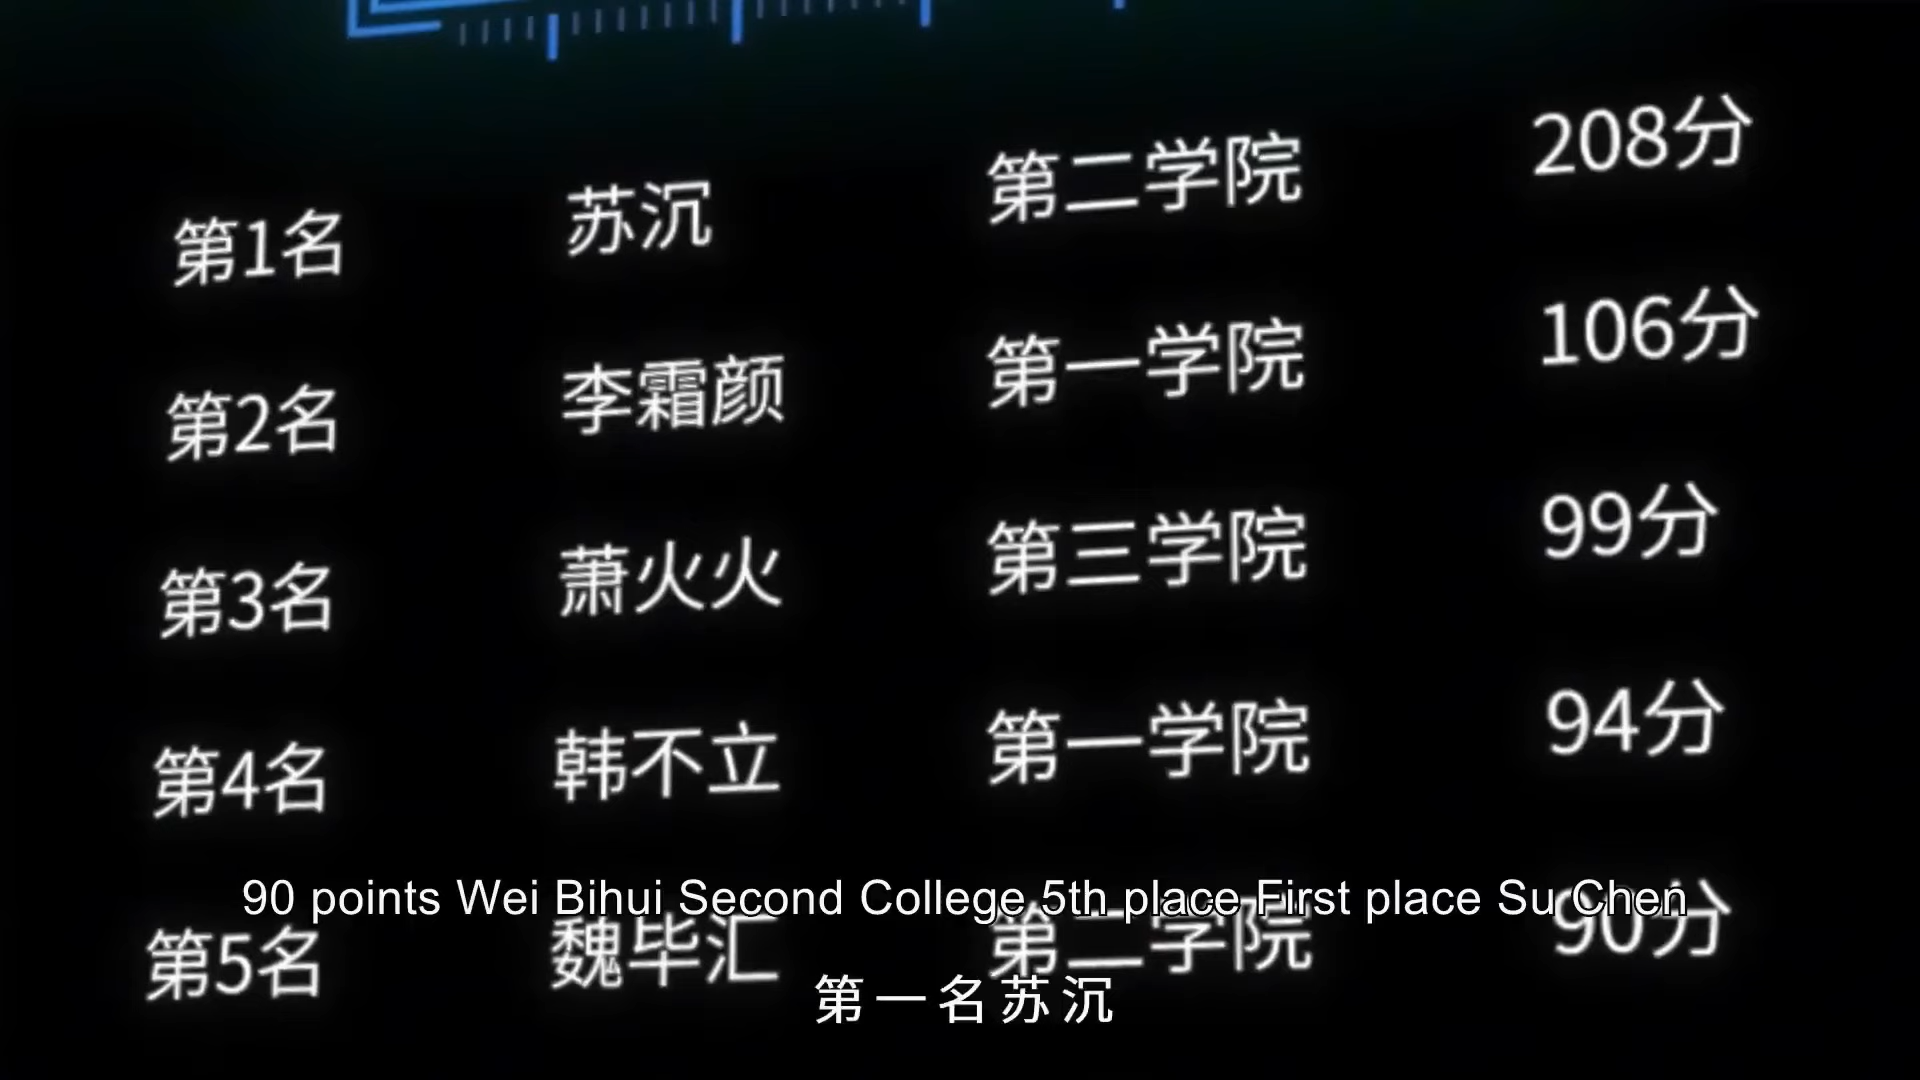 第1名 苏沉 第二学院 208分
第2名 李霜颜 第一学院 106分
第3名 萧火火 第三学院 99分
第4名 韩不立 第一学院 94分
90 points Wei Bihui Second College 5th place First place Su Chen
第5名 魏毕汇 第二学院 90分
第一名苏沉